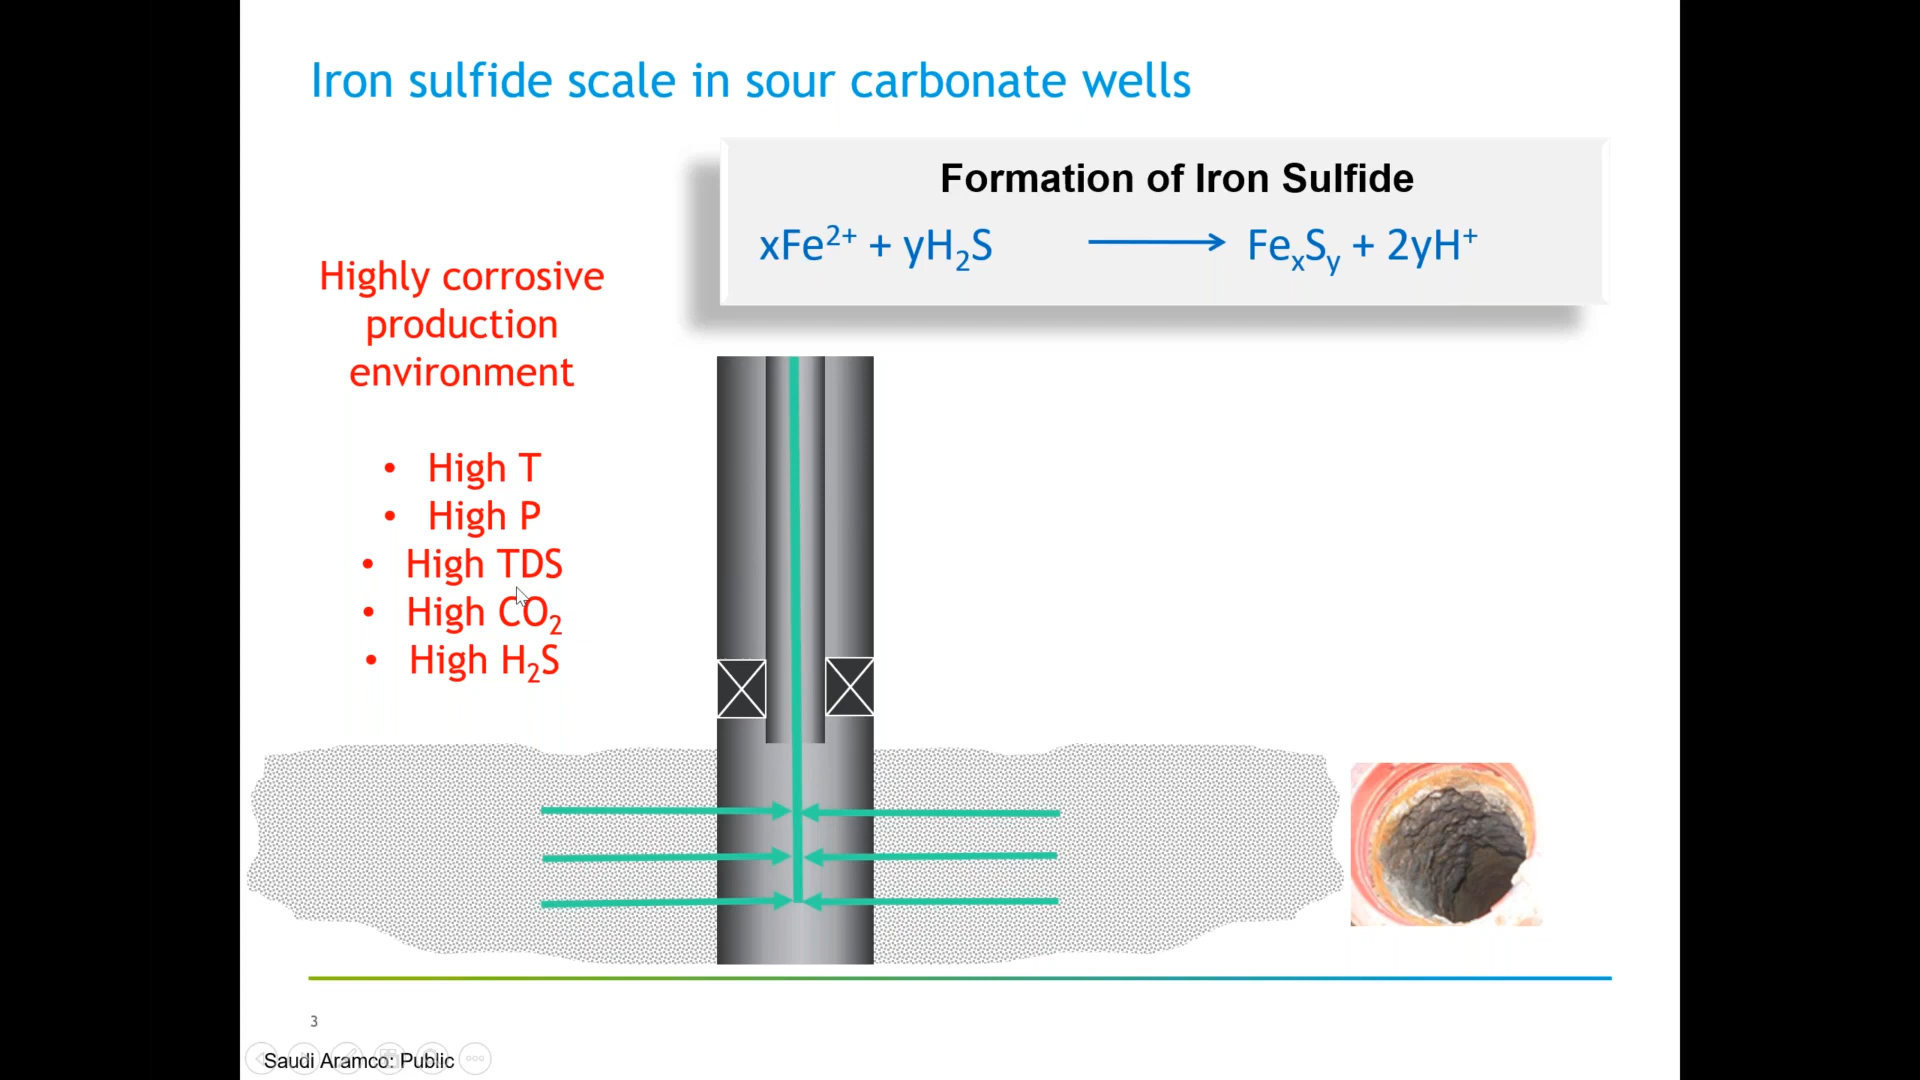 Iron sulfide scale in sour carbonate wells
Formation of Iron Sulfide
xFe²⁺ + yH₂S ⟶ FeₓSᵧ + 2yH⁺
Highly corrosive
production
environment
• High T
• High P
• High TDS
• High CO₂
• High H₂S
3
Saudi Aramco: Public